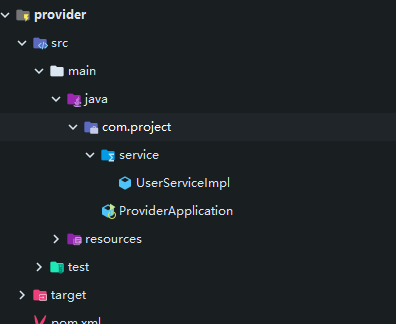 provider
src
main
java
com.project
service
UserServiceImpl
ProviderApplication
resources
test
target
pom.xml